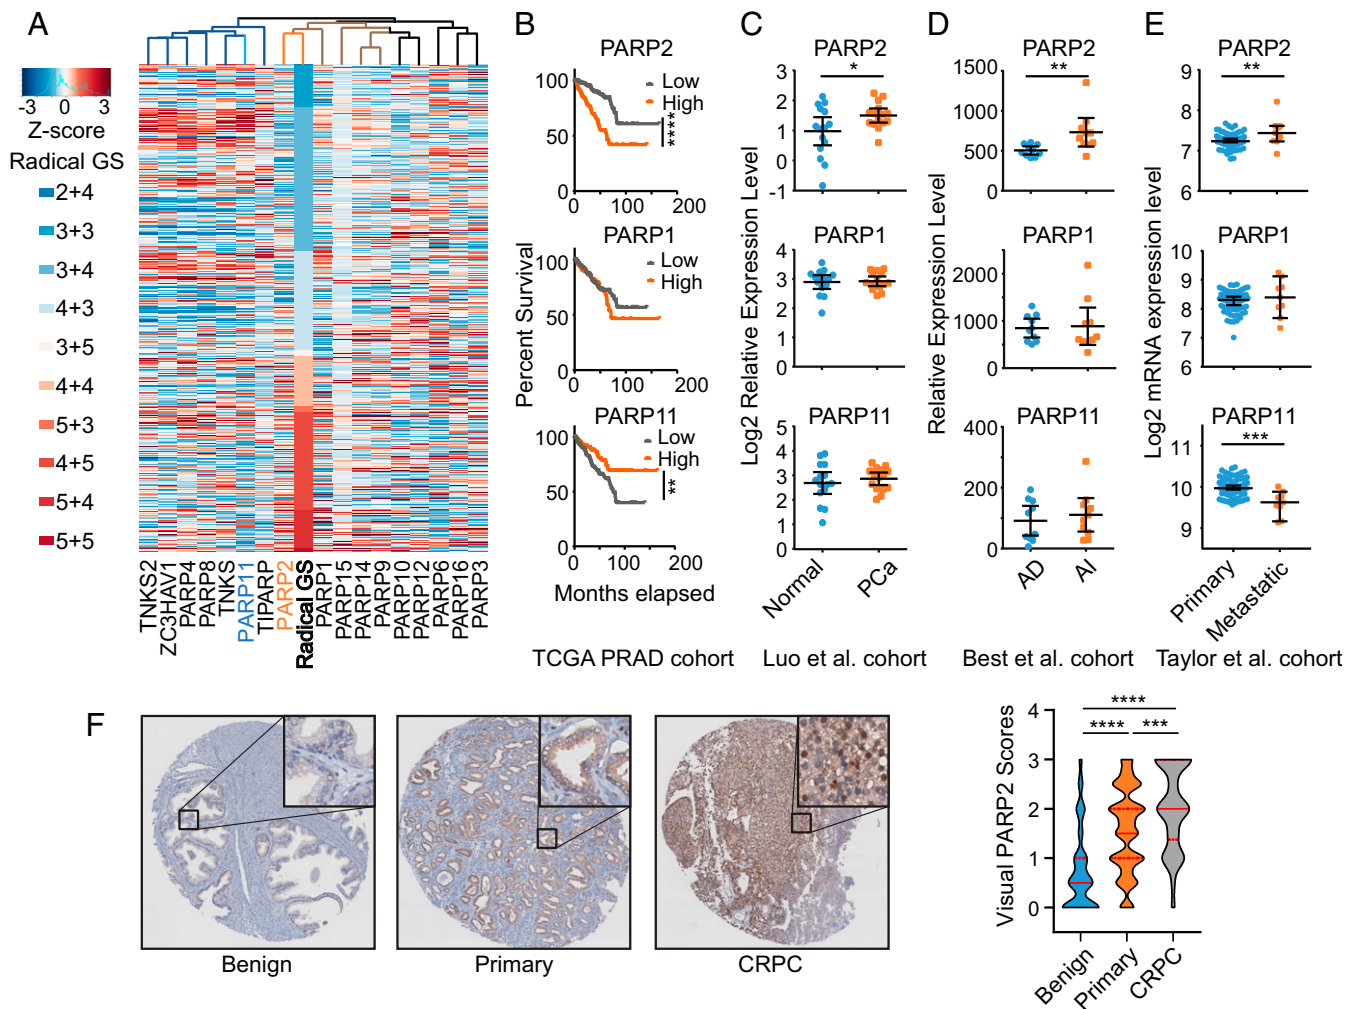 A
-3 0 3
Z-score
Radical GS
2+4
3+3
3+4
4+3
3+5
4+4
5+3
4+5
5+4
5+5
TNKS2
ZC3HAV1
PARP4
PARP8
TNKS
PARP11
TIPARP
PARP2
Radical GS
PARP1
PARP15
PARP14
PARP9
PARP10
PARP12
PARP6
PARP16
PARP3
B
PARP2
Percent Survival
100
50
0 100 200
Low
High
****
PARP1
100
50
0 100 200
Low
High
PARP11
100
50
0 100 200
Low
High
**
Months elapsed
TCGA PRAD cohort
C
Log2 Relative Expression Level
PARP2
*
3
2
1
0
-1
PARP1
5
4
3
2
1
0
PARP11
5
4
3
2
1
0
Normal
PCa
Luo et al. cohort
D
Relative Expression Level
PARP2
**
1500
1000
500
0
PARP1
2000
1000
0
PARP11
400
200
0
AD
AI
Best et al. cohort
E
Log2 mRNA expression level
PARP2
**
9
8
7
6
PARP1
10
9
8
7
6
PARP11
***
11
10
9
Primary
Metastatic
Taylor et al. cohort
F
Benign
Primary
CRPC
Visual PARP2 Scores
****
**** ***
4
3
2
1
0
Benign
Primary
CRPC